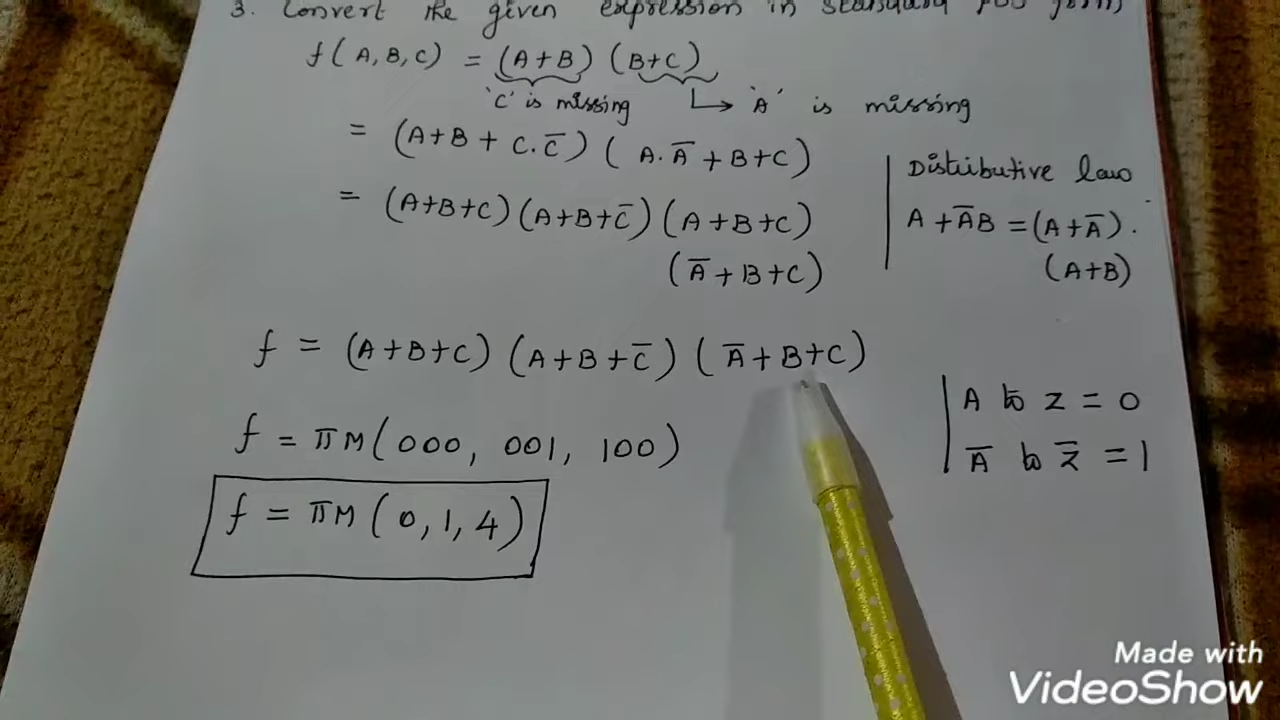 3. Convert the given expression in standard POS form
f(A,B,C) = (A+B) (B+C)
'C' is missing → 'A' is missing
= (A+B+ C.C̅) ( A.A̅ +B+C)
= (A+B+C) (A+B+C̅) (A+B+C)
(A̅+B+C)
Distributive law
A+A̅B = (A+A̅).
(A+B)
f = (A+B+C) (A+B+C̅) (A̅+B+C)
f = πM(000, 001, 100)
f = πM (0,1,4)
A to Z = 0
A̅ to Z̅ = 1
Made with
VideoShow